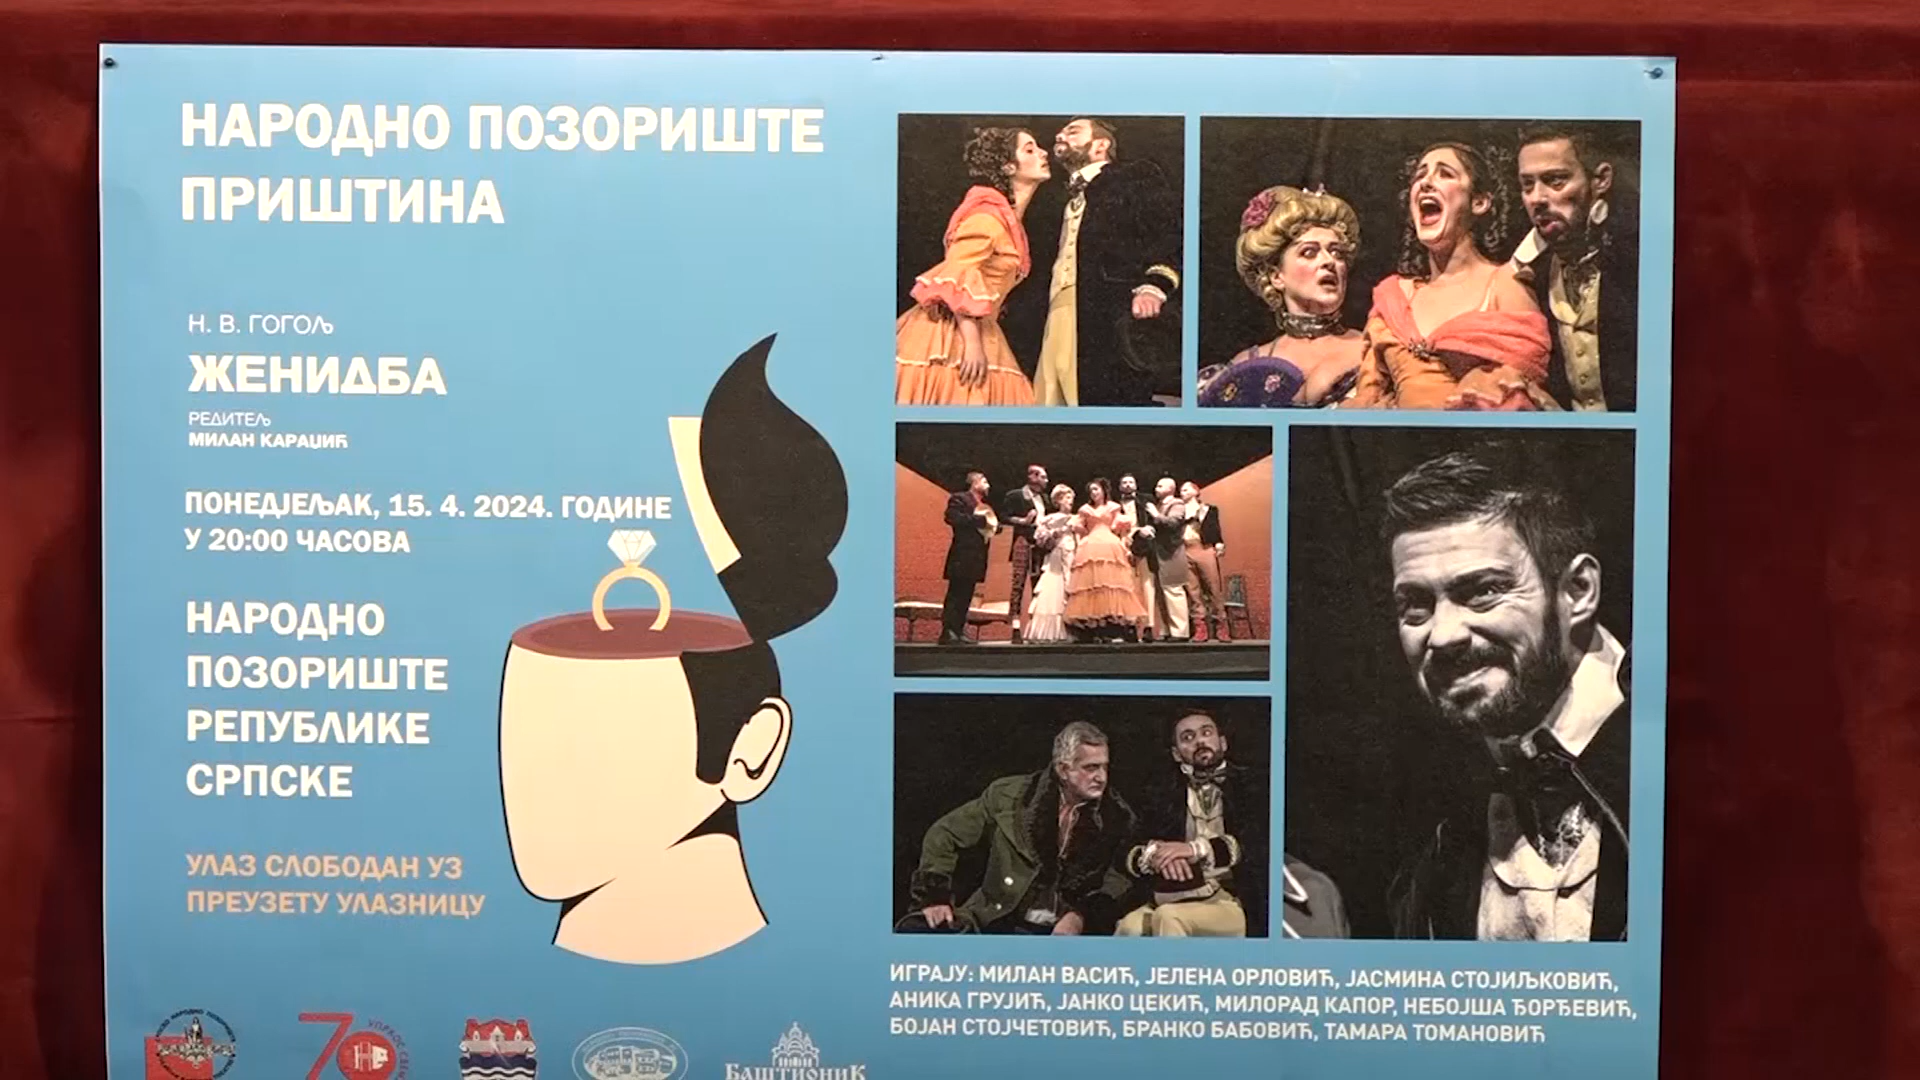 НАРОДНО ПОЗОРИШТЕ
ПРИШТИНА
Н. В. ГОГОЉ
ЖЕНИДБА
РЕДИТЕЉ
МИЛАН КАРАЏИЋ
ПОНЕДЈЕЉАК, 15. 4. 2024. ГОДИНЕ
У 20:00 ЧАСОВА
НАРОДНО
ПОЗОРИШТЕ
РЕПУБЛИКЕ
СРПСКЕ
УЛАЗ СЛОБОДАН УЗ
ПРЕУЗЕТУ УЛАЗНИЦУ
ИГРАЈУ: МИЛАН ВАСИЋ, ЈЕЛЕНА ОРЛОВИЋ, ЈАСМИНА СТОЈИЉКОВИЋ,
АНИКА ГРУЈИЋ, ЈАНКО ЦЕКИЋ, МИЛОРАД КАПОР, НЕБОЈША ЂОРЂЕВИЋ,
БОЈАН СТОЈЧЕТОВИЋ, БРАНКО БАБОВИЋ, ТАМАРА ТОМАНОВИЋ
70
БАШТИОНИК